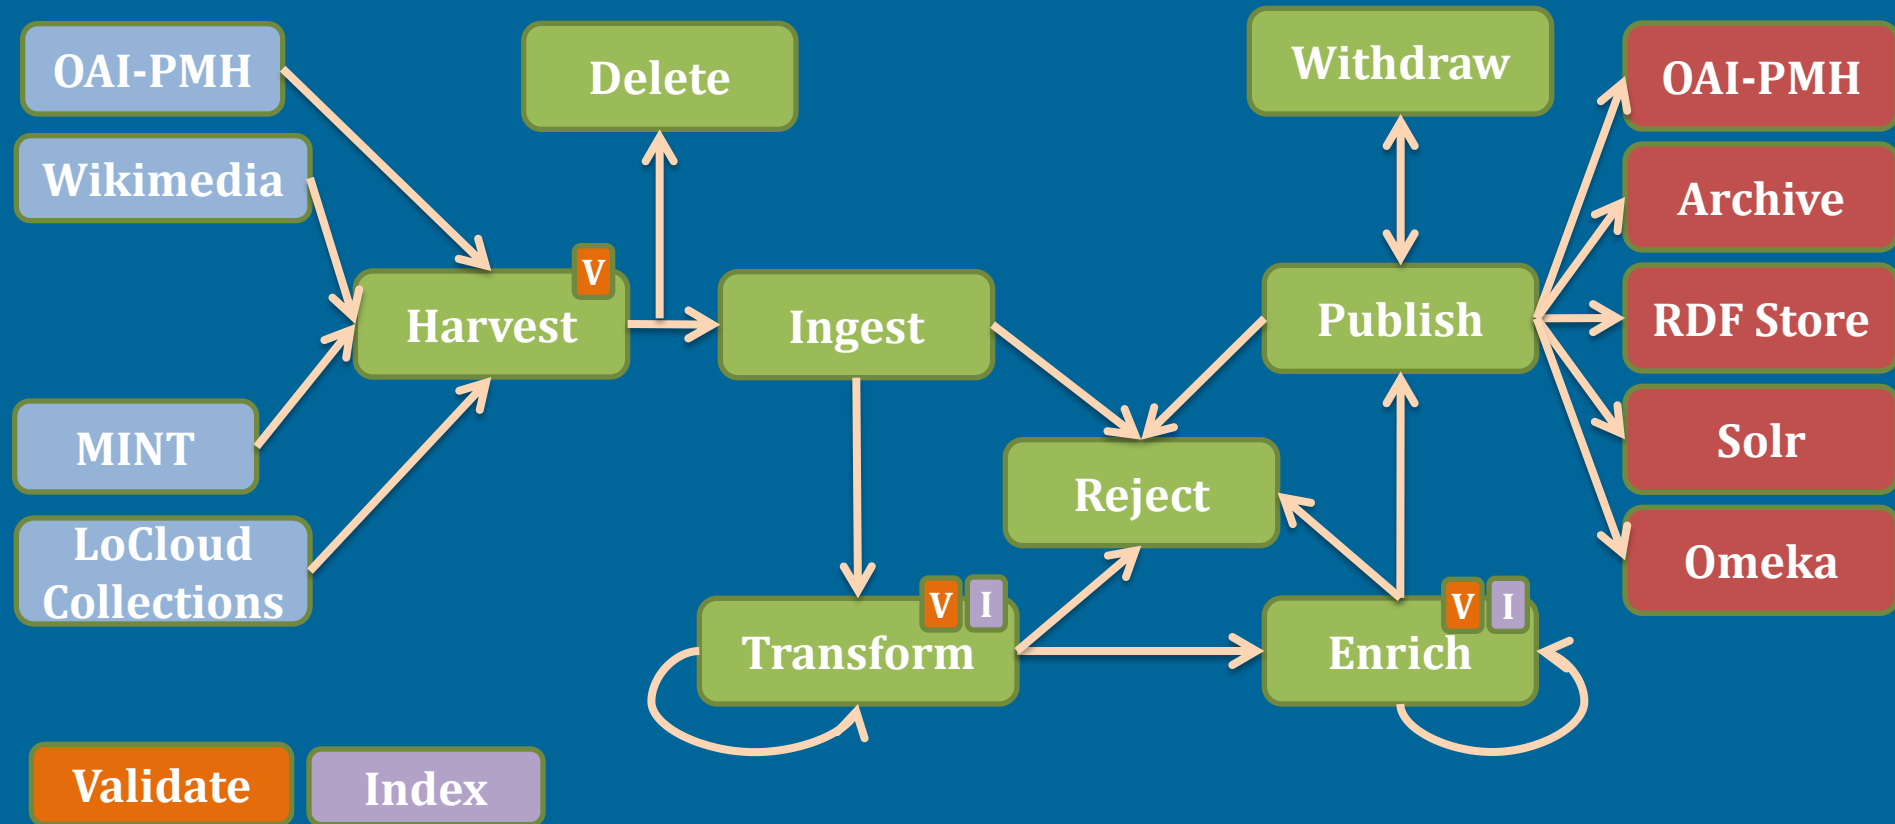 OAI-PMH
Wikimedia
MINT
LoCloud
Collections
Delete
V
Harvest
Ingest
V I
Transform
Reject
Withdraw
Publish
V I
Enrich
OAI-PMH
Archive
RDF Store
Solr
Omeka
Validate
Index